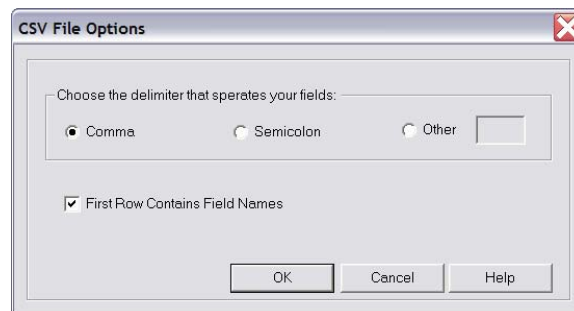 CSV File Options
Choose the delimiter that sperates your fields:
Comma Semicolon Other
First Row Contains Field Names
OK Cancel Help